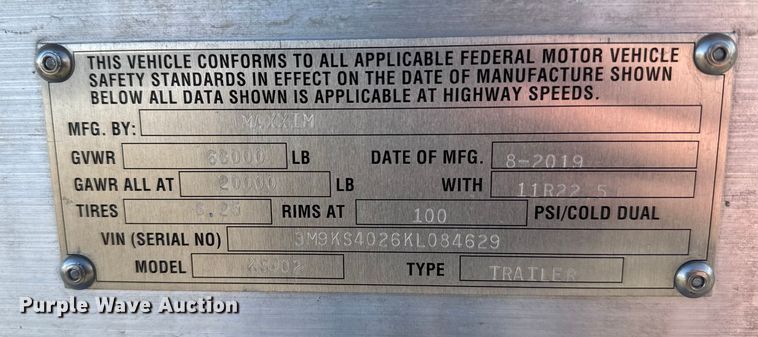 THIS VEHICLE CONFORMS TO ALL APPLICABLE FEDERAL MOTOR VEHICLE
SAFETY STANDARDS IN EFFECT ON THE DATE OF MANUFACTURE SHOWN
BELOW ALL DATA SHOWN IS APPLICABLE AT HIGHWAY SPEEDS.
MFG. BY: MAXXIM
GVWR 68000 LB DATE OF MFG. 8-2019
GAWR ALL AT 20000 LB WITH 11R22.5
TIRES 8.25 RIMS AT 100 PSI/COLD DUAL
VIN (SERIAL NO) 3M9KS4026KL084629
MODEL TYPE TRAILER
Purple Wave Auction